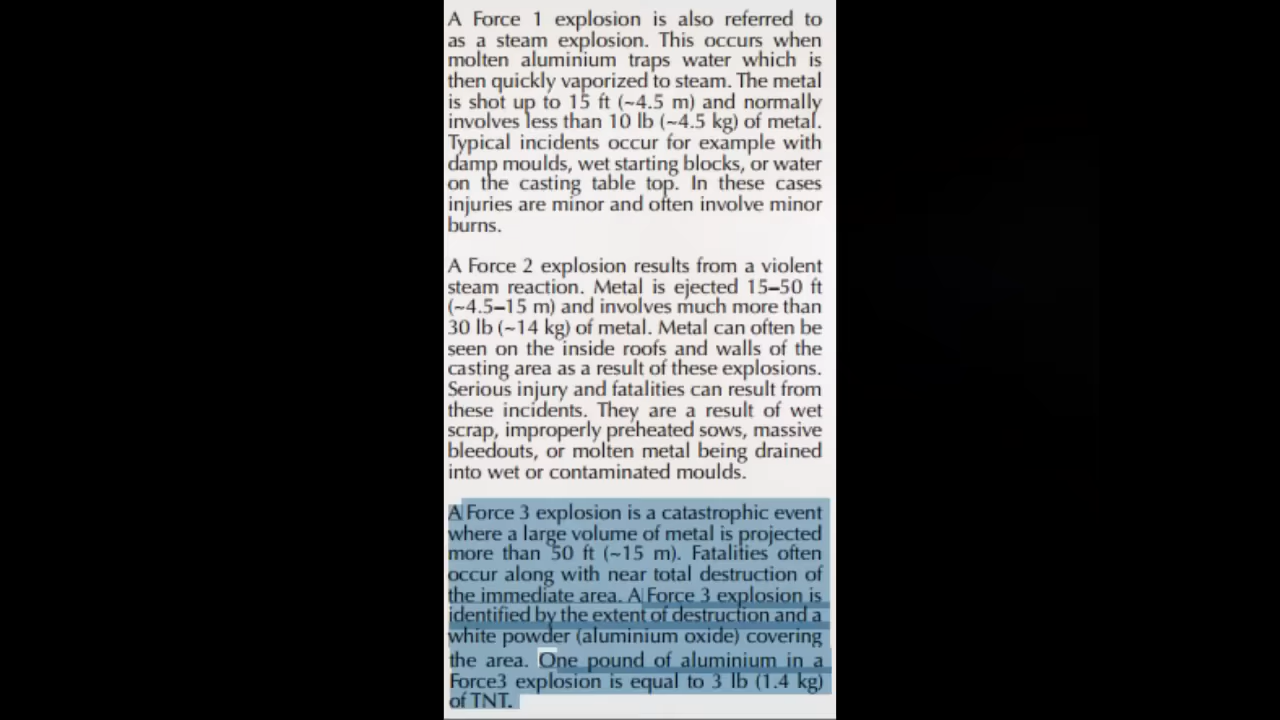 A Force 1 explosion is also referred to
as a steam explosion. This occurs when
molten aluminium traps water which is
then quickly vaporized to steam. The metal
is shot up to 15 ft (~4.5 m) and normally
involves less than 10 lb (~4.5 kg) of metal.
Typical incidents occur for example with
damp moulds, wet starting blocks, or water
on the casting table top. In these cases
injuries are minor and often involve minor
burns.
A Force 2 explosion results from a violent
steam reaction. Metal is ejected 15–50 ft
(~4.5–15 m) and involves much more than
30 lb (~14 kg) of metal. Metal can often be
seen on the inside roofs and walls of the
casting area as a result of these explosions.
Serious injury and fatalities can result from
these incidents. They are a result of wet
scrap, improperly preheated sows, massive
bleedouts, or molten metal being drained
into wet or contaminated moulds.
A Force 3 explosion is a catastrophic event
where a large volume of metal is projected
more than 50 ft (~15 m). Fatalities often
occur along with near total destruction of
the immediate area. A Force 3 explosion is
identified by the extent of destruction and a
white powder (aluminium oxide) covering
the area. One pound of aluminium in a
Force3 explosion is equal to 3 lb (1.4 kg)
of TNT.